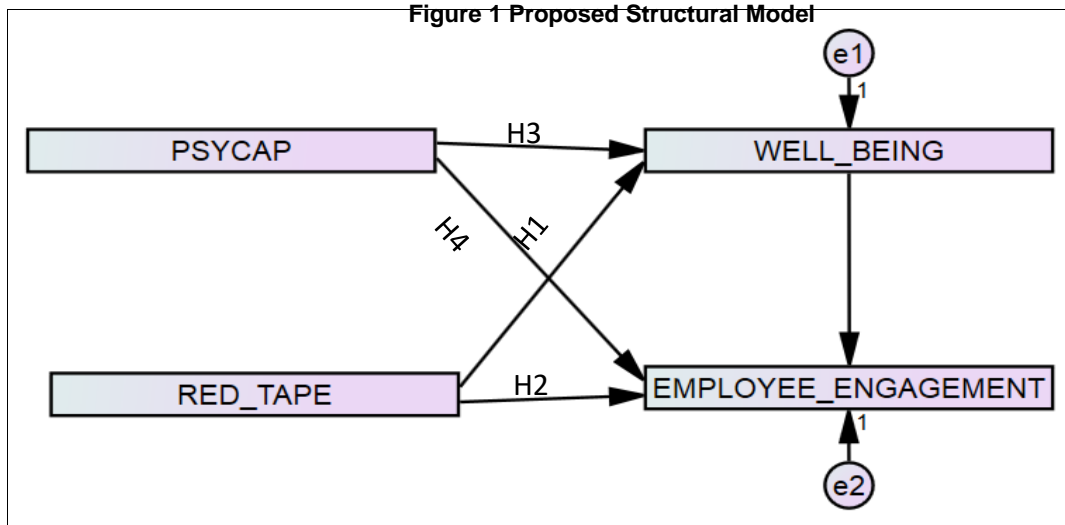 Figure 1 Proposed Structural Model
e1
1
PSYCAP
H3
WELL_BEING
H4
H1
RED_TAPE
H2
EMPLOYEE_ENGAGEMENT
1
e2